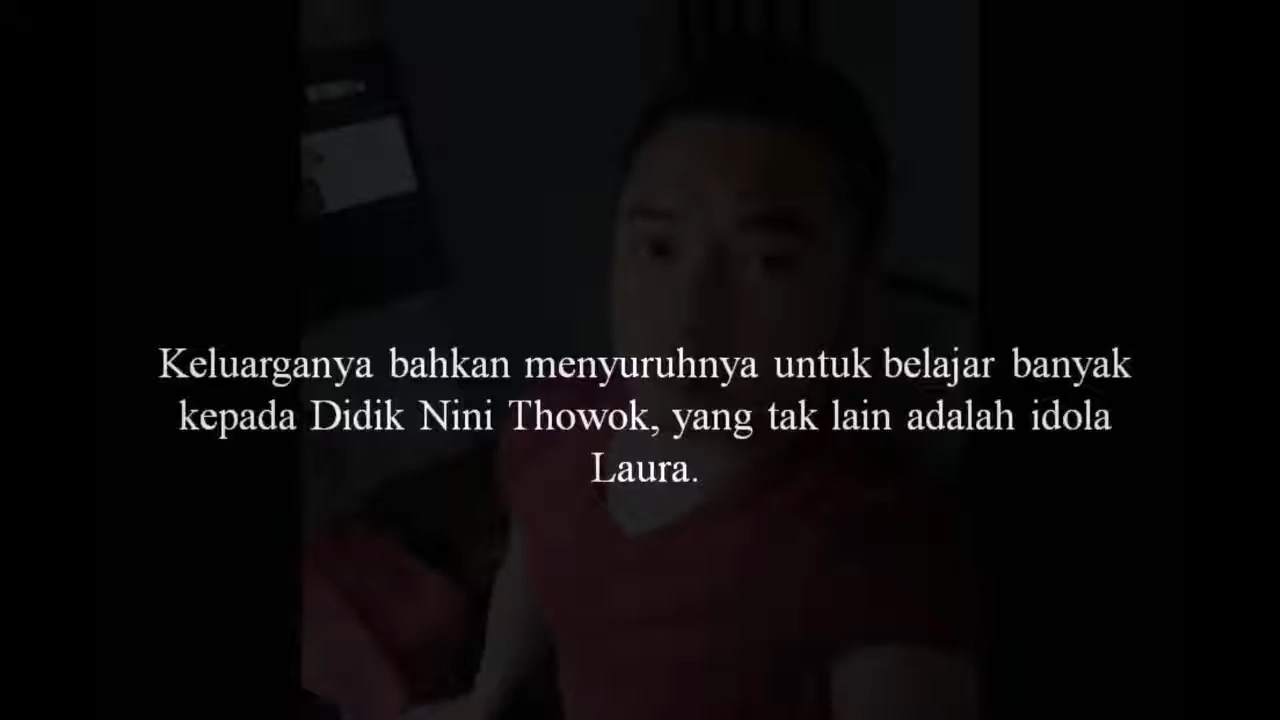 Keluarganya bahkan menyuruhnya untuk belajar banyak
kepada Didik Nini Thowok, yang tak lain adalah idola
Laura.